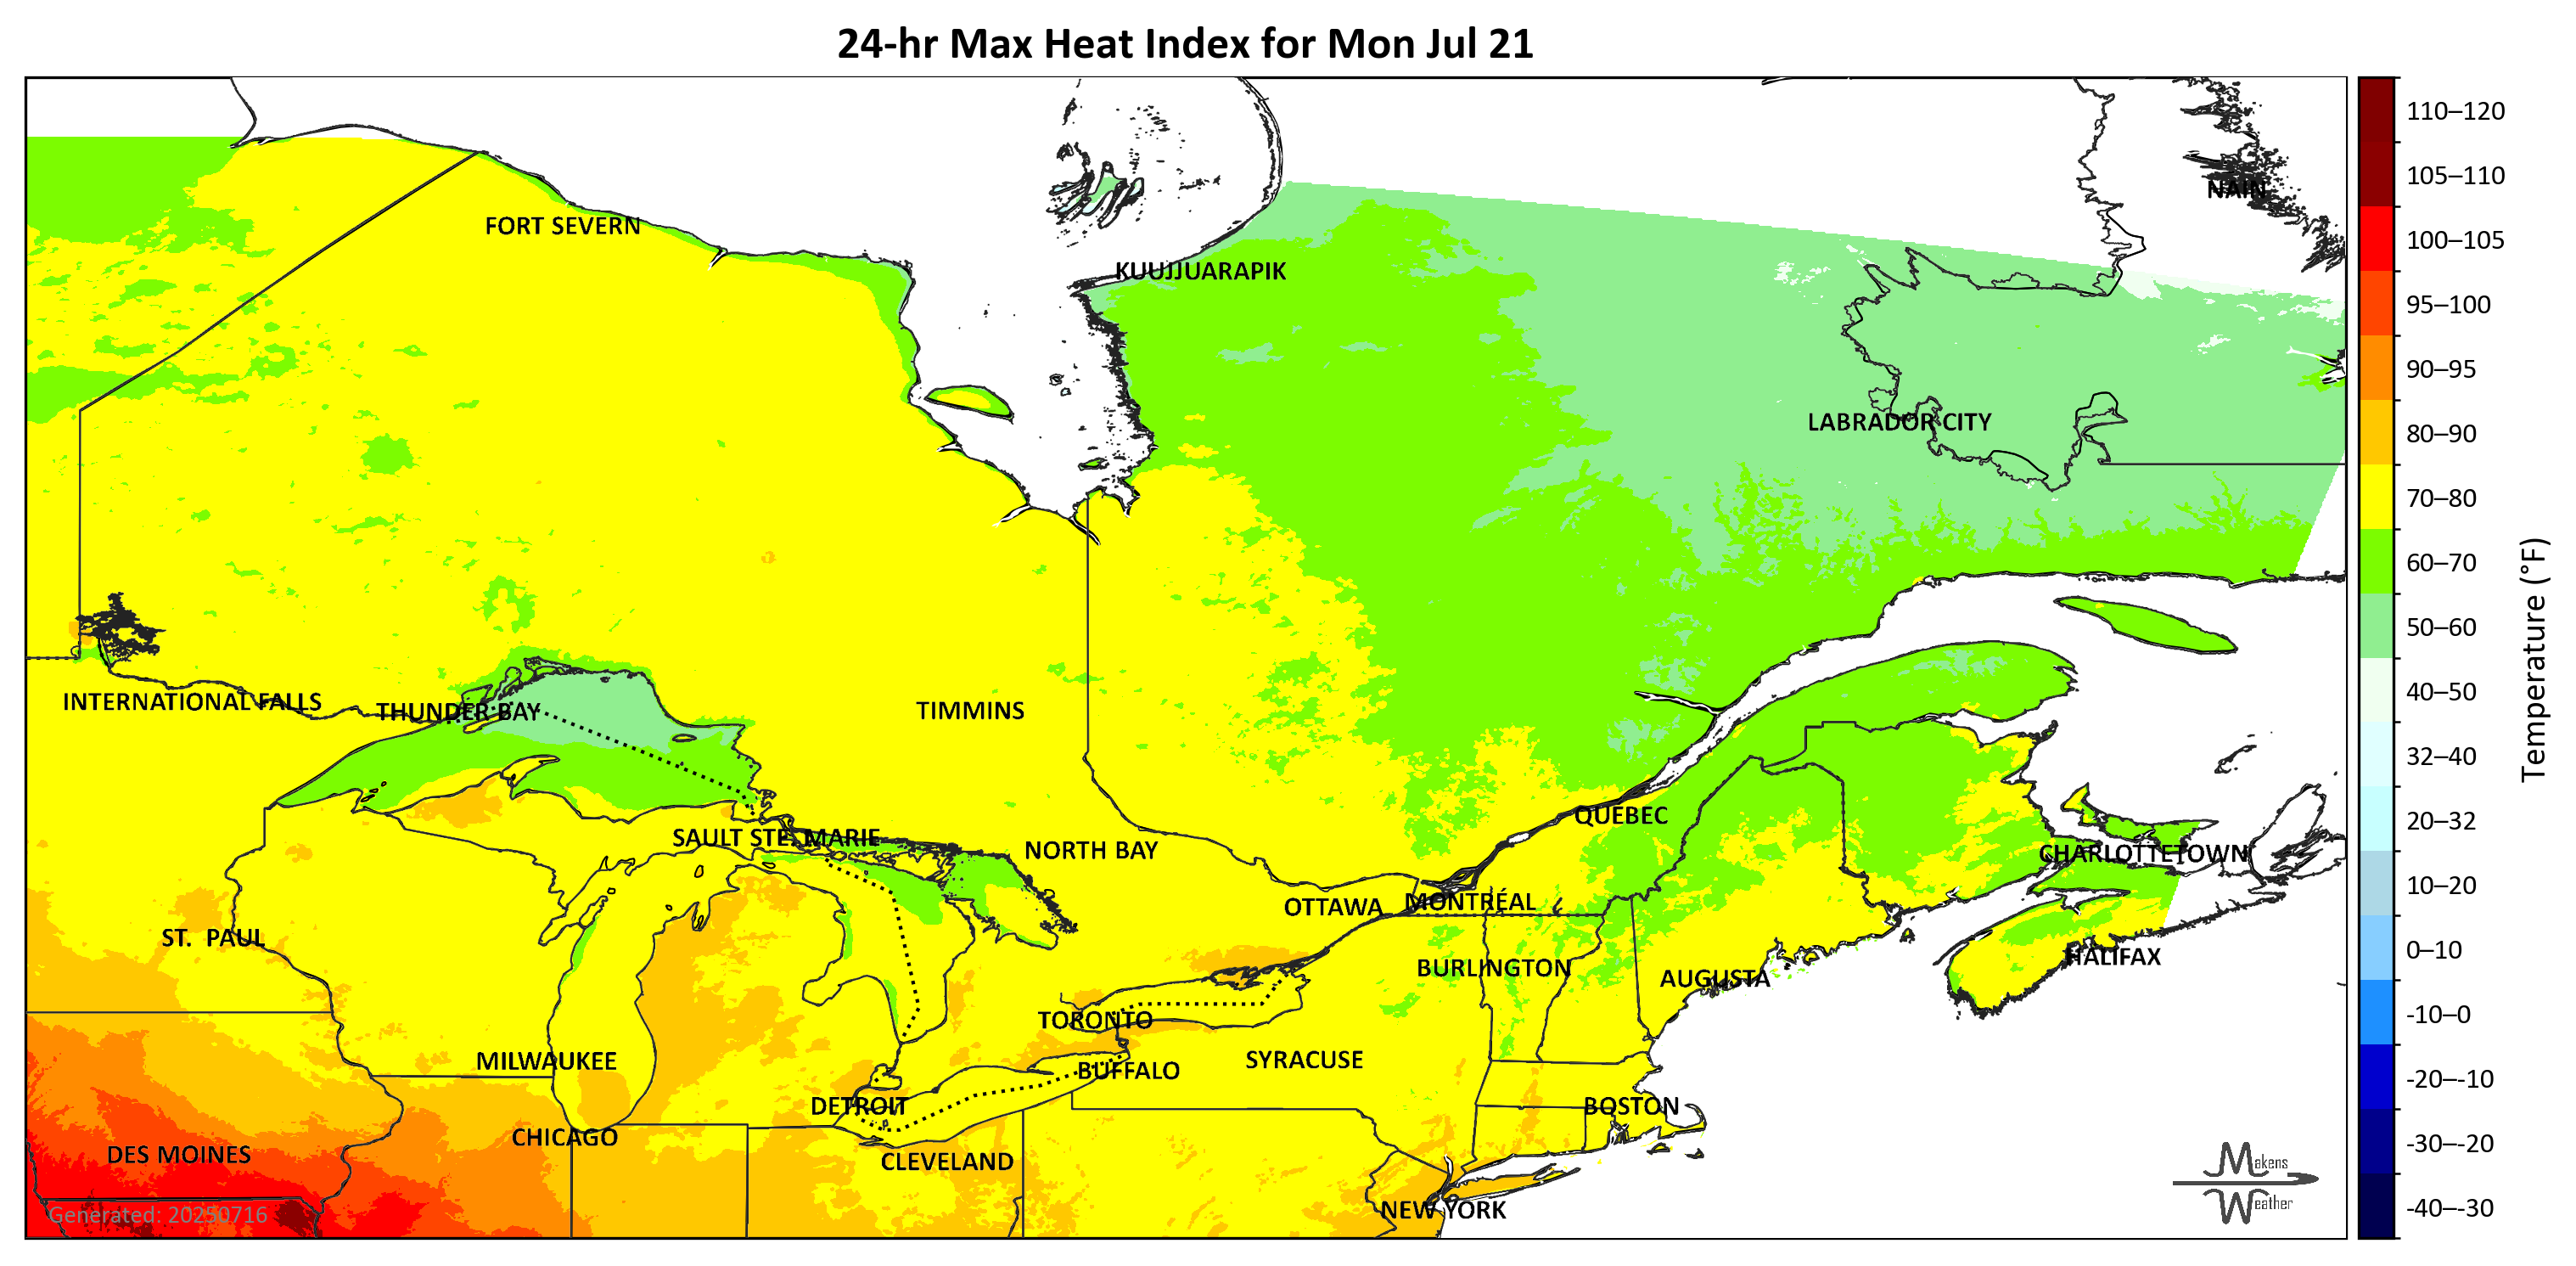 24-hr Max Heat Index for Mon Jul 21
NAIN
FORT SEVERN
KUUJJUARAPIK
LABRADOR CITY
INTERNATIONAL FALLS
THUNDER BAY
TIMMINS
SAULT STE. MARIE
NORTH BAY
QUEBEC
CHARLOTTETOWN
OTTAWA
MONTRÉAL
ST.  PAUL
BURLINGTON
AUGUSTA
HALIFAX
TORONTO
MILWAUKEE
BUFFALO
SYRACUSE
DETROIT
BOSTON
CHICAGO
DES MOINES
CLEVELAND
NEW YORK
Generated: 20250716
Makens
Weather
110–120
105–110
100–105
95–100
90–95
80–90
70–80
60–70
50–60
40–50
32–40
20–32
10–20
0–10
-10–0
-20–-10
-30–-20
-40–-30
Temperature (°F)